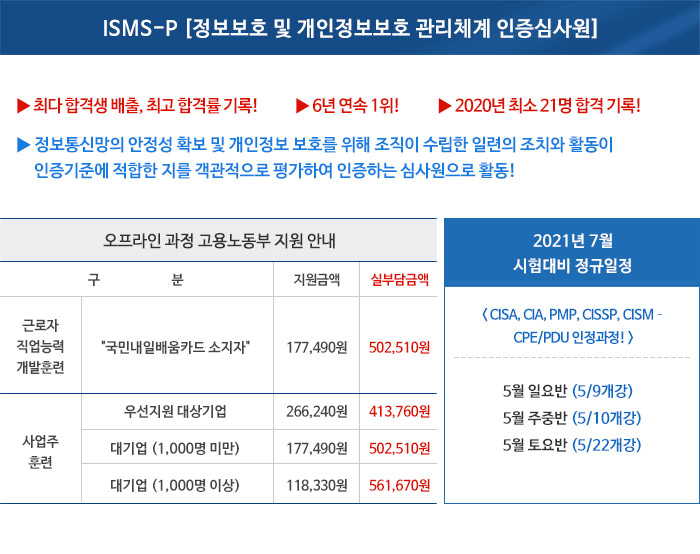 ISMS-P [정보보호 및 개인정보보호 관리체계 인증심사원]
▶ 최다 합격생 배출, 최고 합격률 기록! ▶ 6년 연속 1위! ▶ 2020년 최소 21명 합격 기록!
▶ 정보통신망의 안정성 확보 및 개인정보 보호를 위해 조직이 수립한 일련의 조치와 활동이
인증기준에 적합한 지를 객관적으로 평가하여 인증하는 심사원으로 활동!
오프라인 과정 고용노동부 지원 안내
구 분 지원금액 실부담금액
근로자
직업능력
개발훈련
"국민내일배움카드 소지자" 177,490원 502,510원
사업주
훈련
우선지원 대상기업 266,240원 413,760원
대기업 (1,000명 미만) 177,490원 502,510원
대기업 (1,000명 이상) 118,330원 561,670원
2021년 7월
시험대비 정규일정
< CISA, CIA, PMP, CISSP, CISM -
CPE/PDU 인정과정! >
5월 일요반 (5/9개강)
5월 주중반 (5/10개강)
5월 토요반 (5/22개강)